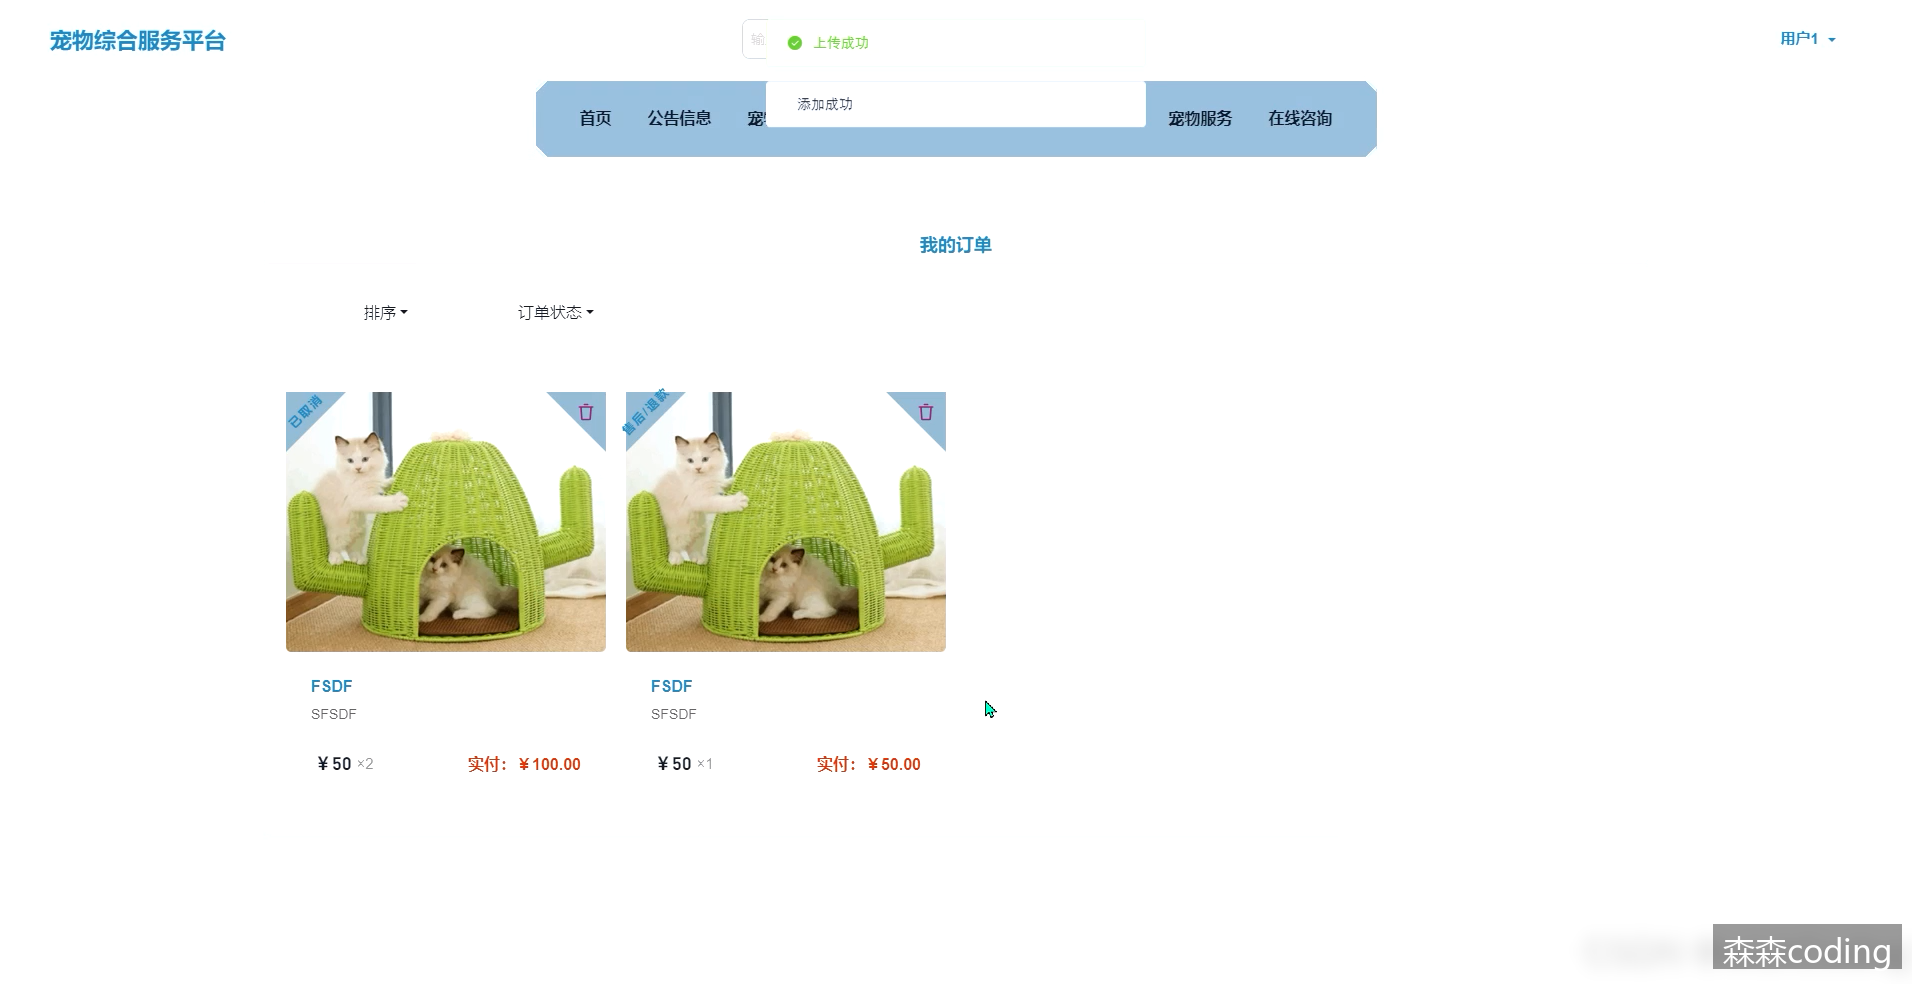 宠物综合服务平台
输
上传成功
用户1
添加成功
首页 公告信息 宠 宠物服务 在线咨询
我的订单
排序 订单状态
已取消
售后/退款
FSDF FSDF
SFSDF SFSDF
¥50 ×2 实付：¥100.00 ¥50 ×1 实付：¥50.00
森森coding